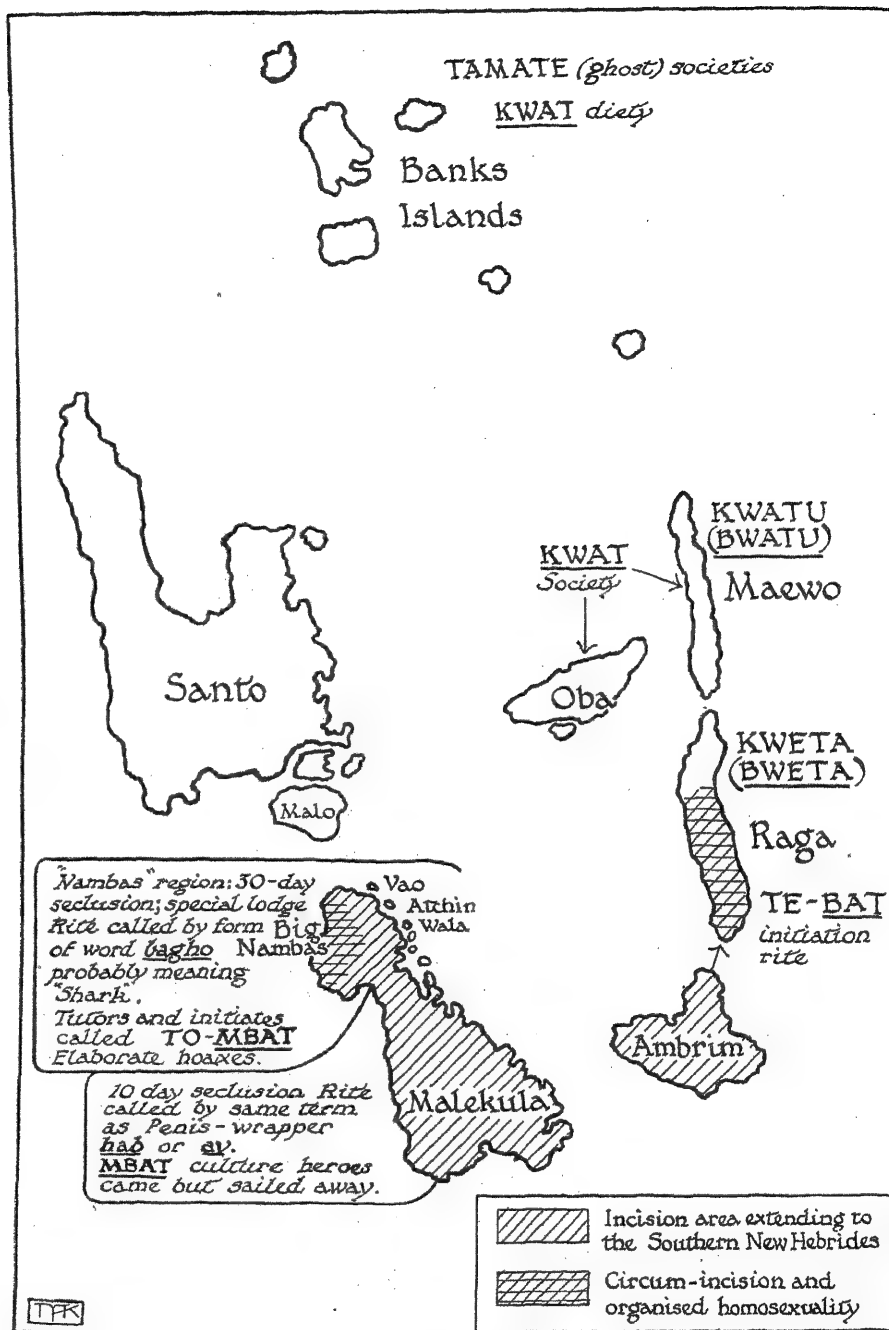 TAMATE (ghost) societies
KWAT diety
Banks
Islands
KWATU
(BWATU)
Maewo
KWAT
Society
Santo
Oba
KWETA
(BWETA)
Malo
Raga
"Nambas" region: 30-day
seclusion; special lodge
Rite called by form
of word bagho
probably meaning
"Shark".
Tutors and initiates
called TO-MBAT
Elaborate hoaxes.
Vao
Atchin
Wala
Big
Nambas
TE-BAT
initiation
rite
Ambrim
10 day seclusion Rite
called by same term
as Penis-wrapper
hab or av.
MBAT culture heroes
came but sailed away.
Malekula
Incision area extending to
the Southern New Hebrides
Circum-incision and
organised homosexuality